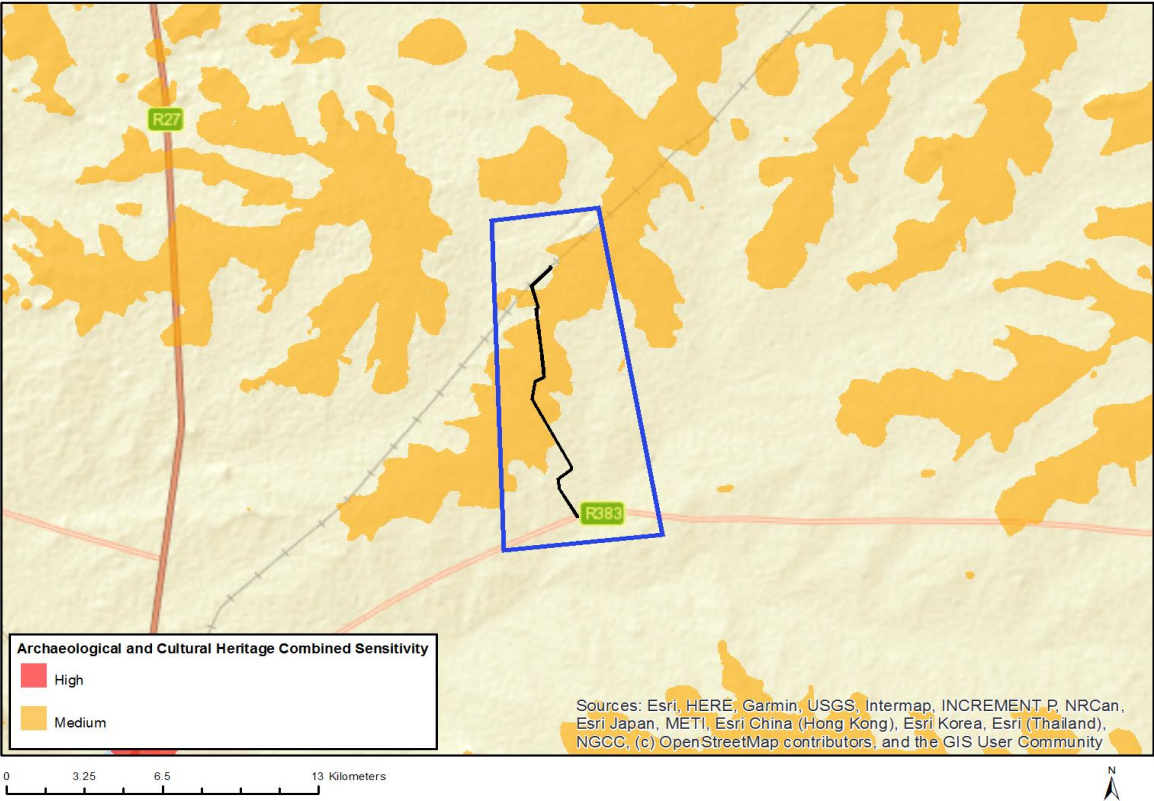 R27
R383
Archaeological and Cultural Heritage Combined Sensitivity
High
Medium
Sources: Esri, HERE, Garmin, USGS, Intermap, INCREMENT P, NRCan,
Esri Japan, METI, Esri China (Hong Kong), Esri Korea, Esri (Thailand),
NGCC, (c) OpenStreetMap contributors, and the GIS User Community
0 3.25 6.5 13 Kilometers
N